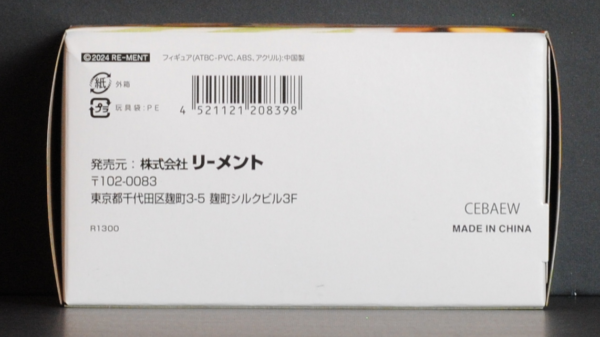 ©2024 RE-MENT フィギュア(ATBC-PVC、ABS、アクリル):中国製
紙 外箱
プラ 玩具袋:PE
4 521121 208398
発売元:株式会社 リーメント
〒102-0083
東京都千代田区麹町3-5 麹町シルクビル3F
R1300
CEBAEW
MADE IN CHINA